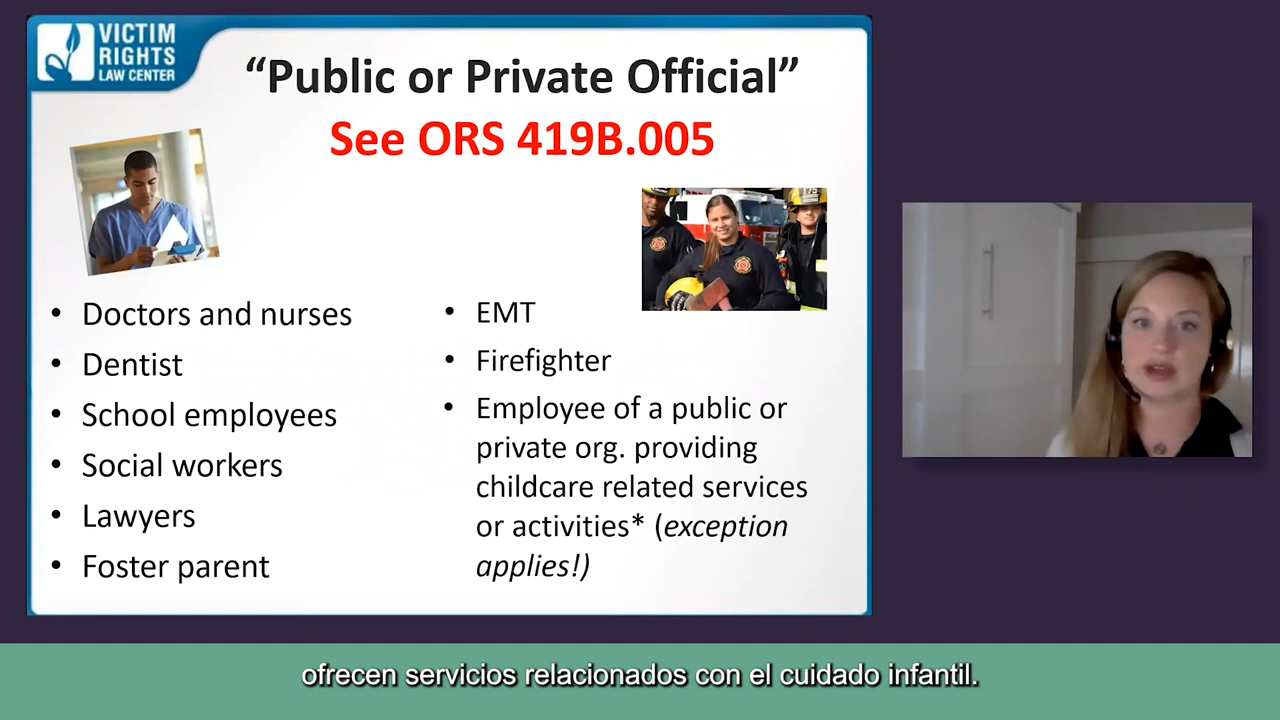 VICTIM
RIGHTS
LAW CENTER
“Public or Private Official”
See ORS 419B.005
• Doctors and nurses
• Dentist
• School employees
• Social workers
• Lawyers
• Foster parent
• EMT
• Firefighter
• Employee of a public or
private org. providing
childcare related services
or activities* (exception
applies!)
ofrecen servicios relacionados con el cuidado infantil.